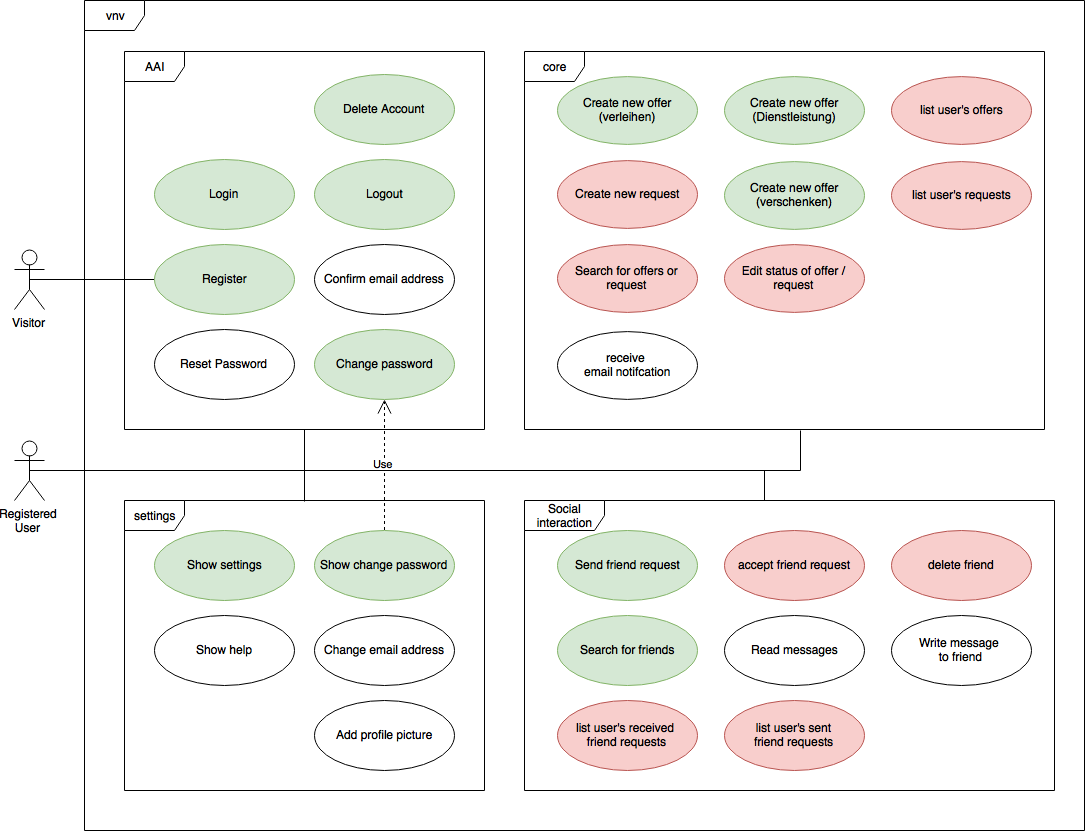 vnv
AAI
Delete Account
Login
Logout
Register
Confirm email address
Reset Password
Change password
core
Create new offer
(verleihen)
Create new offer
(Dienstleistung)
list user's offers
Create new request
Create new offer
(verschenken)
list user's requests
Search for offers or
request
Edit status of offer /
request
receive
email notifcation
Visitor
Registered
User
Use
settings
Show settings
Show change password
Show help
Change email address
Add profile picture
Social
interaction
Send friend request
accept friend request
delete friend
Search for friends
Read messages
Write message
to friend
list user's received
friend requests
list user's sent
friend requests